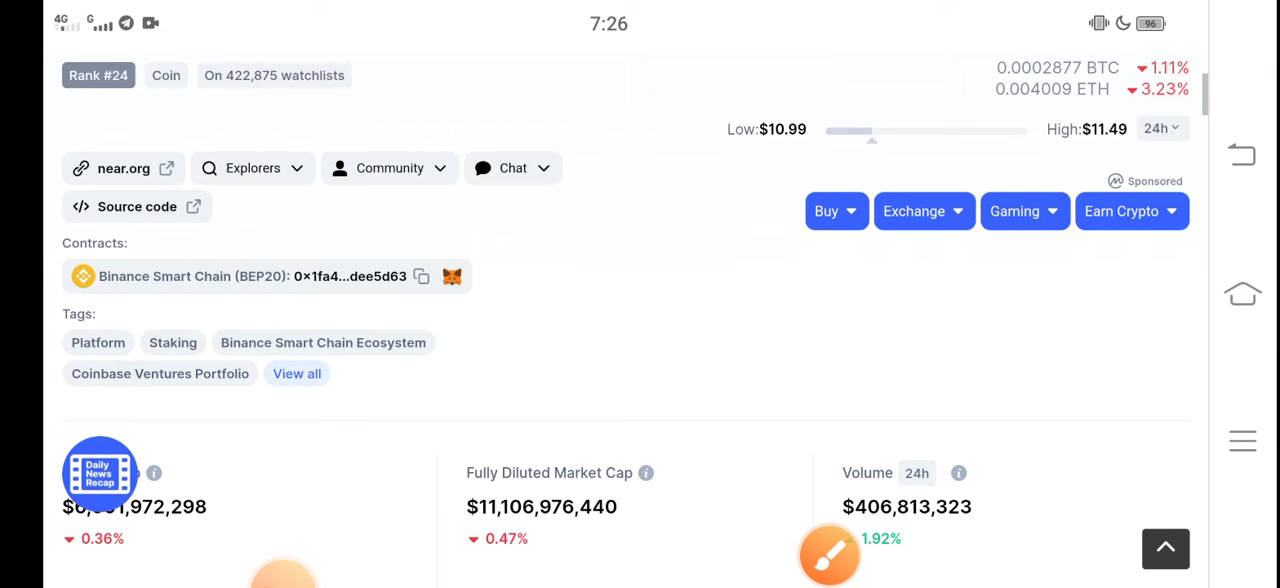 4G G 7:26 96
Rank #24 Coin On 422,875 watchlists
0.0002877 BTC 1.11%
0.004009 ETH 3.23%
Low:$10.99 High:$11.49 24h
near.org Explorers Community Chat
Sponsored
Source code
Buy Exchange Gaming Earn Crypto
Contracts:
Binance Smart Chain (BEP20): 0x1fa4...dee5d63
Tags:
Platform Staking Binance Smart Chain Ecosystem
Coinbase Ventures Portfolio View all
Daily
News
Recap
Fully Diluted Market Cap Volume 24h
$11,106,976,440 $406,813,323
0.36% 0.47% 1.92%